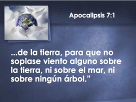 Apocalipsis 7:1
...de la tierra, para que no
soplase viento alguno sobre
la tierra, ni sobre el mar, ni
sobre ningún árbol."